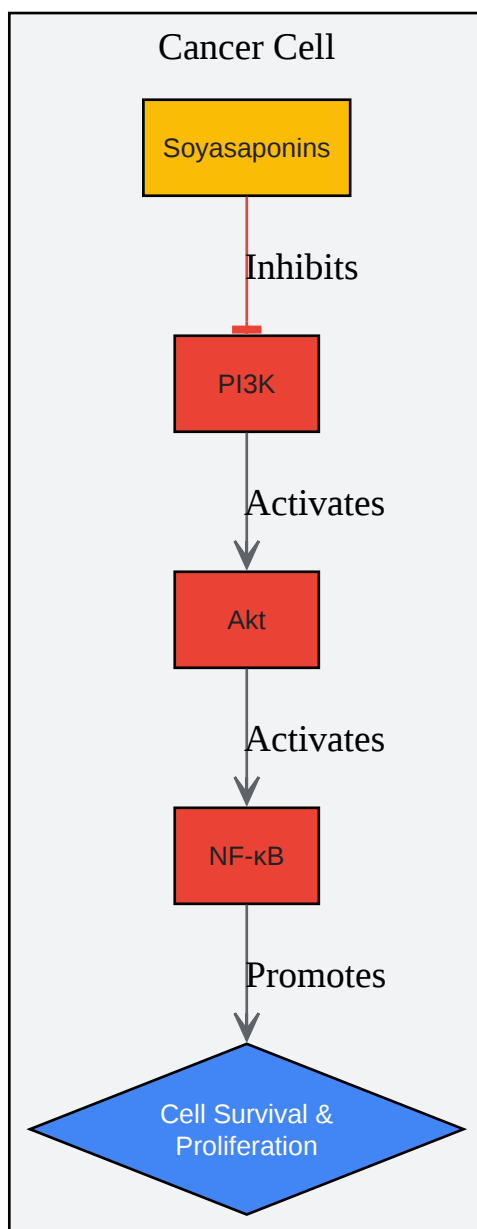 Cancer Cell
Soyasaponins
Inhibits
PI3K
Activates
Akt
Activates
NF-κB
Promotes
Cell Survival &
Proliferation